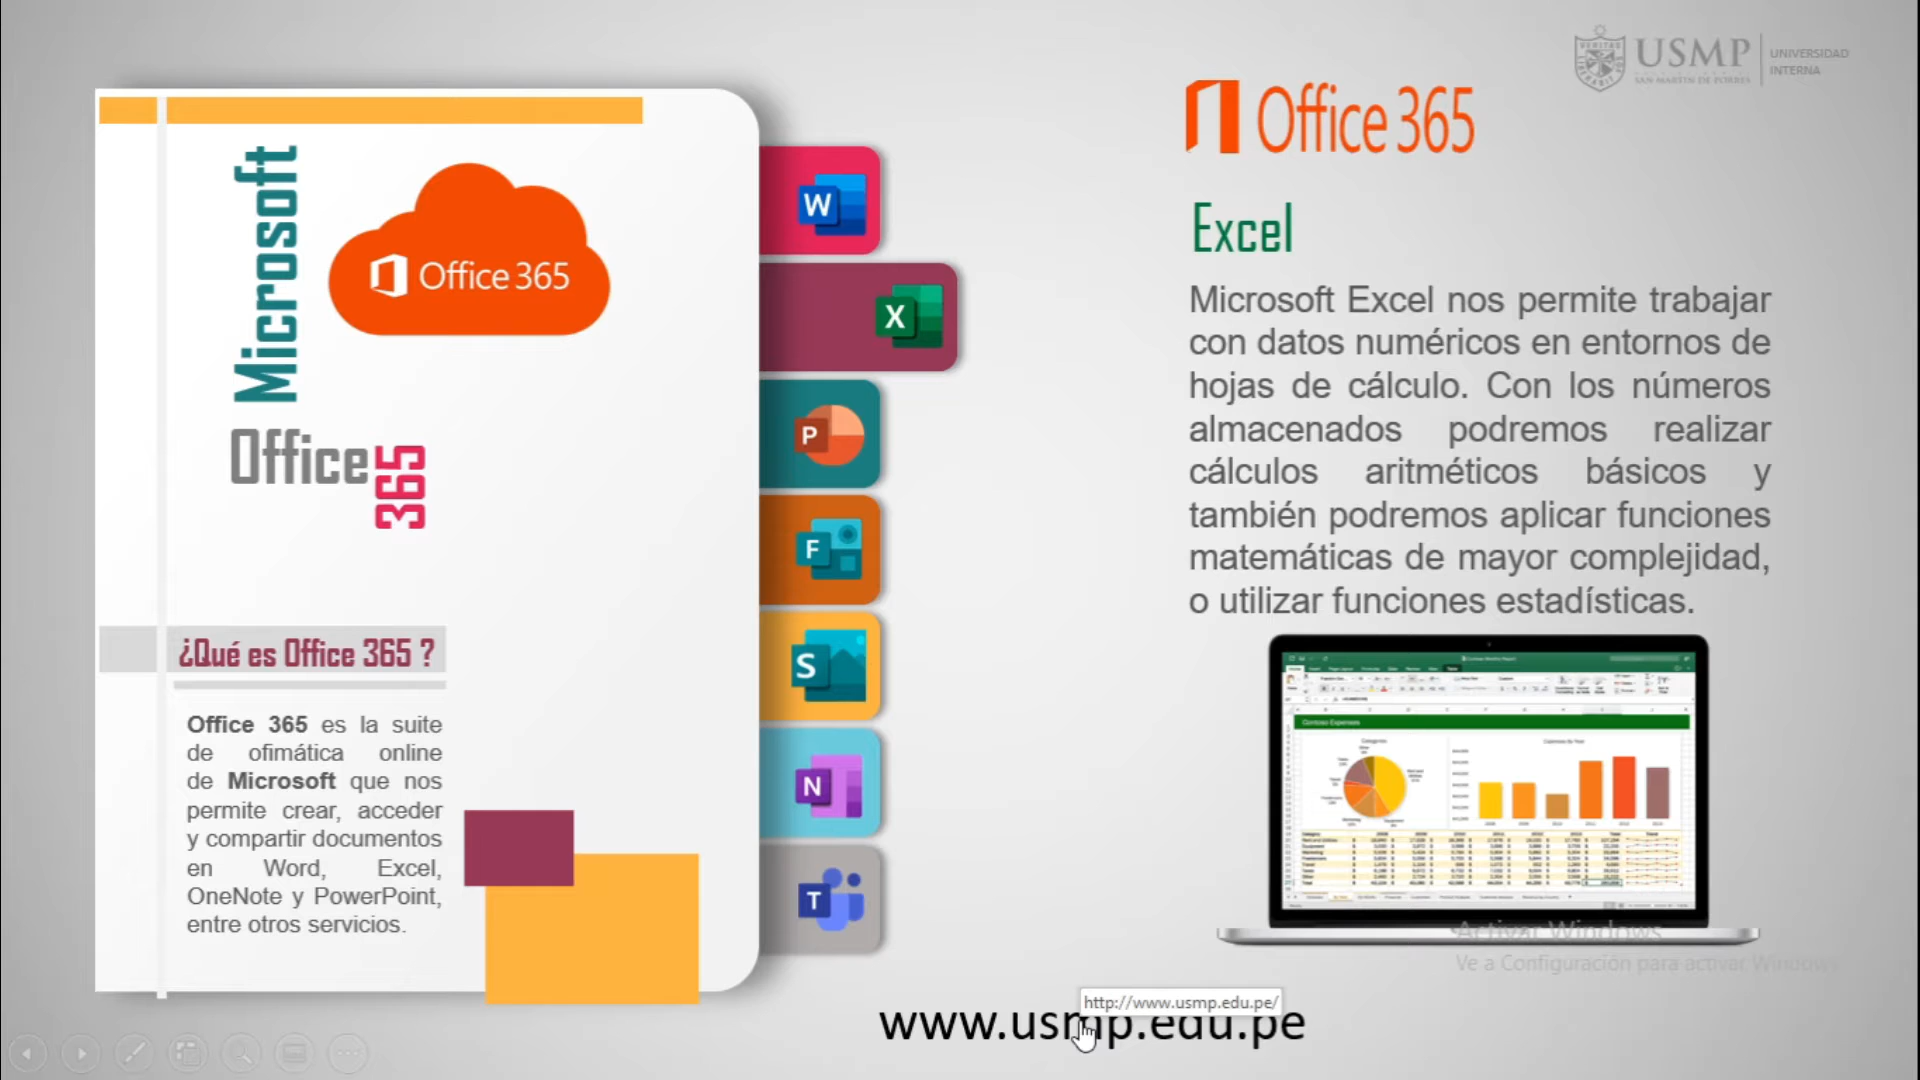 Microsoft
Office 365
Office
365
¿Qué es Office 365 ?
Office 365 es la suite
de ofimática online
de Microsoft que nos
permite crear, acceder
y compartir documentos
en Word, Excel,
OneNote y PowerPoint,
entre otros servicios.
W
X
P
F
S
N
T
USMP
SAN MARTIN DE PORRES
UNIVERSIDAD
INTERNA
Office 365
Excel
Microsoft Excel nos permite trabajar
con datos numéricos en entornos de
hojas de cálculo. Con los números
almacenados podremos realizar
cálculos aritméticos básicos y
también podremos aplicar funciones
matemáticas de mayor complejidad,
o utilizar funciones estadísticas.
Contoso Expenses
Categories
Activar Windows
Ve a Configuración para activar Windows.
http://www.usmp.edu.pe/
www.usmp.edu.pe